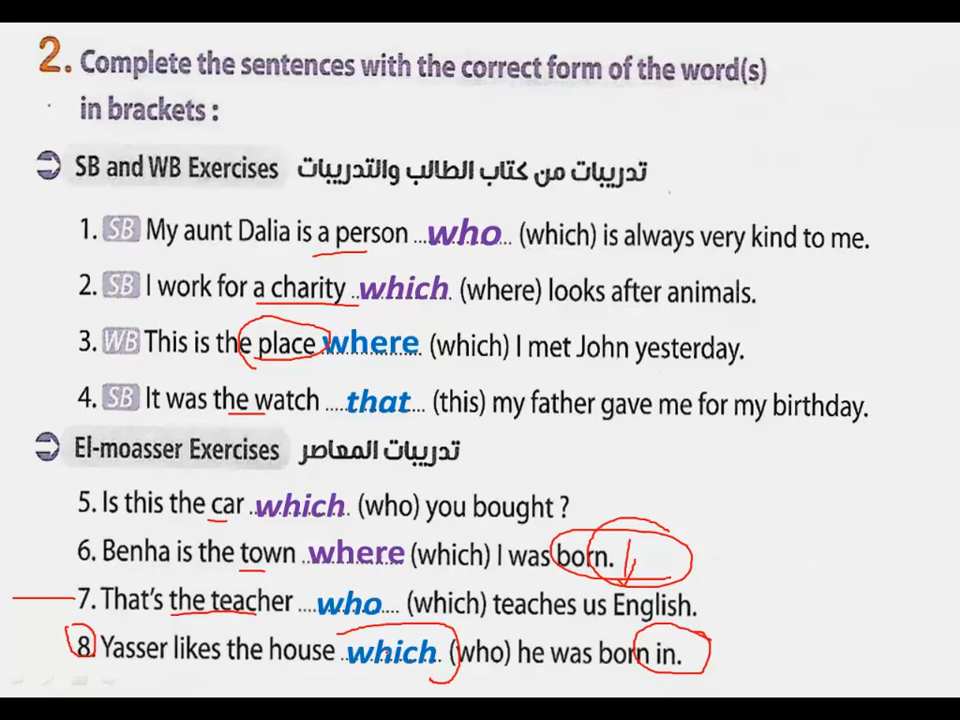 2. Complete the sentences with the correct form of the word(s)
in brackets :
SB and WB Exercises تدريبات من كتاب الطالب والتدريبات
1. SB My aunt Dalia is a person ...who... (which) is always very kind to me.
2. SB I work for a charity ..which. (where) looks after animals.
3. WB This is the place where (which) I met John yesterday.
4. SB It was the watch ....that... (this) my father gave me for my birthday.
El-moasser Exercises تدريبات المعاصر
5. Is this the car .which. (who) you bought ?
6. Benha is the town ..where (which) I was born.
7. That's the teacher ....who.... (which) teaches us English.
8. Yasser likes the house ..which. (who) he was born in.